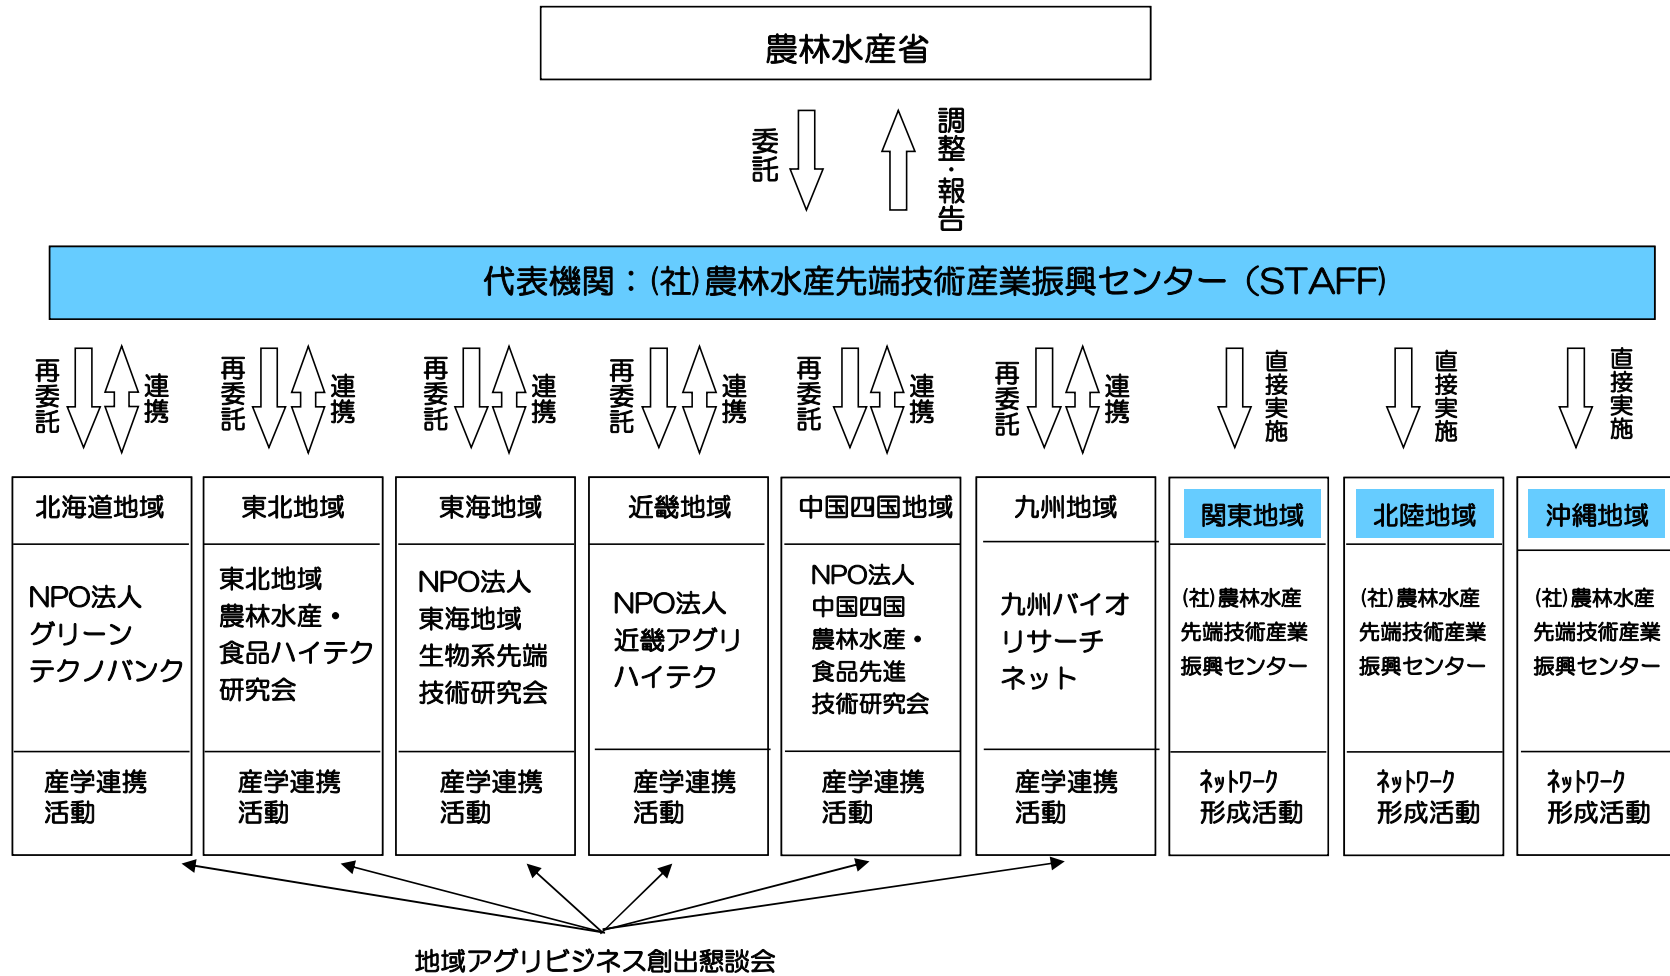 農林水産省
委託
調整・報告
代表機関：(社)農林水産先端技術産業振興センター（STAFF)
再委託
連携
再委託
連携
再委託
連携
再委託
連携
再委託
連携
再委託
連携
直接実施
直接実施
直接実施
北海道地域
NPO法人
グリーン
テクノバンク
産学連携
活動
東北地域
東北地域
農林水産・
食品ハイテク
研究会
産学連携
活動
東海地域
NPO法人
東海地域
生物系先端
技術研究会
産学連携
活動
近畿地域
NPO法人
近畿アグリ
ハイテク
産学連携
活動
中国四国地域
NPO法人
中国四国
農林水産・
食品先進
技術研究会
産学連携
活動
九州地域
九州バイオ
リサーチ
ネット
産学連携
活動
関東地域
(社)農林水産
先端技術産業
振興センター
ﾈｯﾄﾜｰｸ
形成活動
北陸地域
(社)農林水産
先端技術産業
振興センター
ﾈｯﾄﾜｰｸ
形成活動
沖縄地域
(社)農林水産
先端技術産業
振興センター
ﾈｯﾄﾜｰｸ
形成活動
地域アグリビジネス創出懇談会